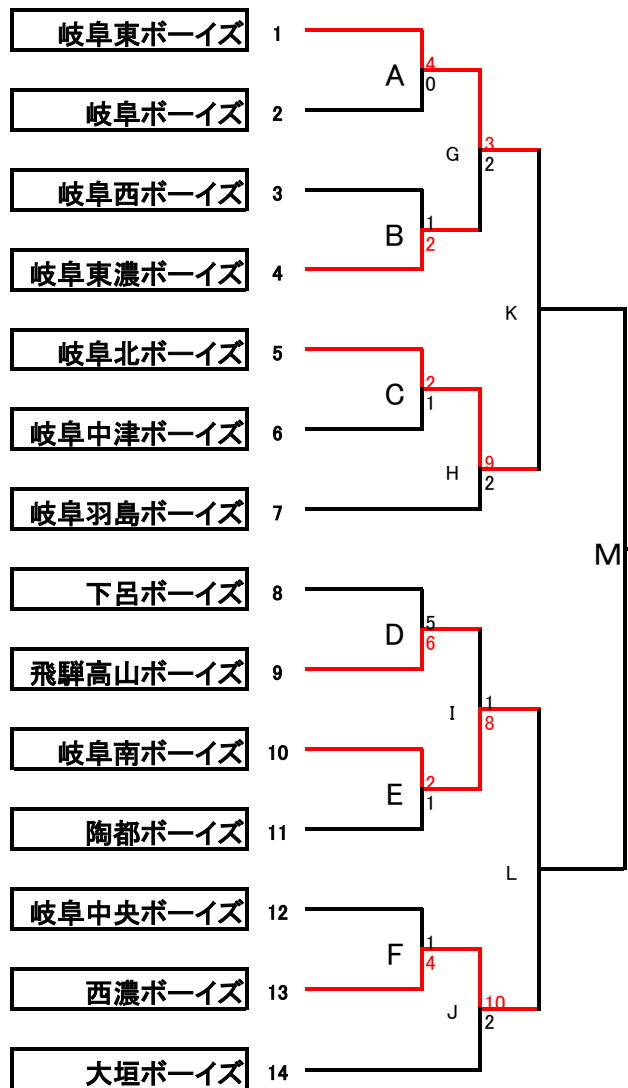 岐阜東ボーイズ 1
4
A 0
岐阜ボーイズ 2
3
G 2
岐阜西ボーイズ 3
1
B 2
岐阜東濃ボーイズ 4
K
岐阜北ボーイズ 5
2
C 1
岐阜中津ボーイズ 6
9
H 2
岐阜羽島ボーイズ 7
M
下呂ボーイズ 8
5
D 6
飛騨高山ボーイズ 9
1
I 8
岐阜南ボーイズ 10
2
E 1
陶都ボーイズ 11
L
岐阜中央ボーイズ 12
1
F 4
西濃ボーイズ 13
10
J 2
大垣ボーイズ 14